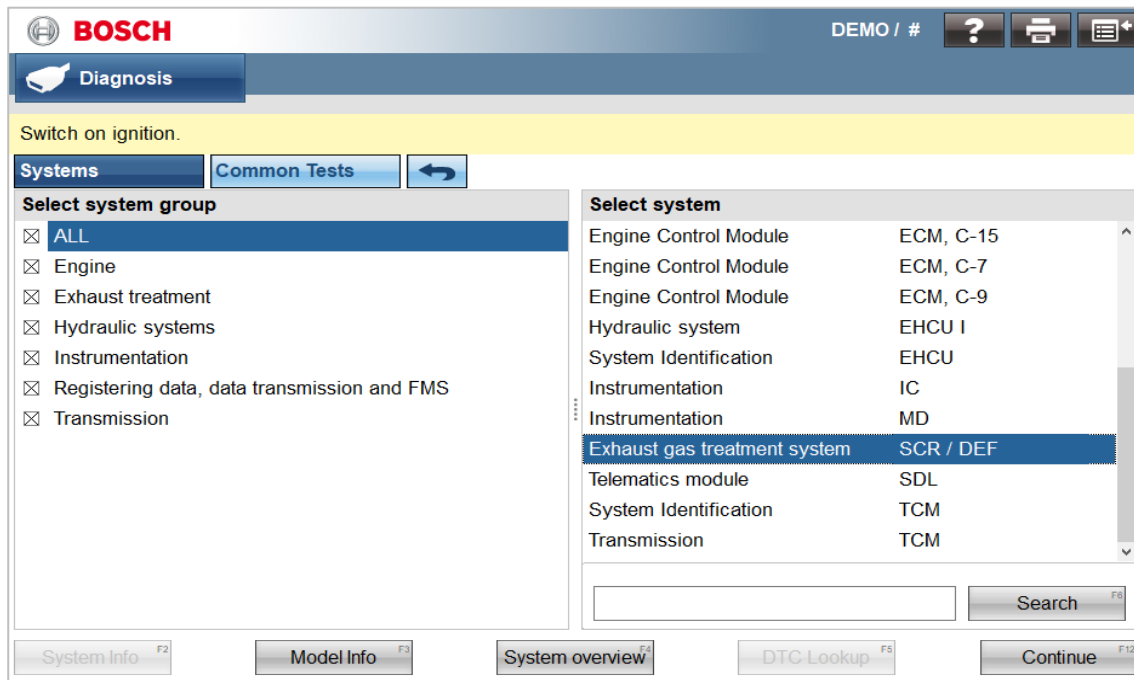 BOSCH DEMO / # ?
Diagnosis
Switch on ignition.
Systems Common Tests
Select system group
ALL
Engine
Exhaust treatment
Hydraulic systems
Instrumentation
Registering data, data transmission and FMS
Transmission
Select system
Engine Control Module ECM, C-15
Engine Control Module ECM, C-7
Engine Control Module ECM, C-9
Hydraulic system EHCU I
System Identification EHCU
Instrumentation IC
Instrumentation MD
Exhaust gas treatment system SCR / DEF
Telematics module SDL
System Identification TCM
Transmission TCM
Search F6
System Info F2 Model Info F3 System overview F4 DTC Lookup F5 Continue F12